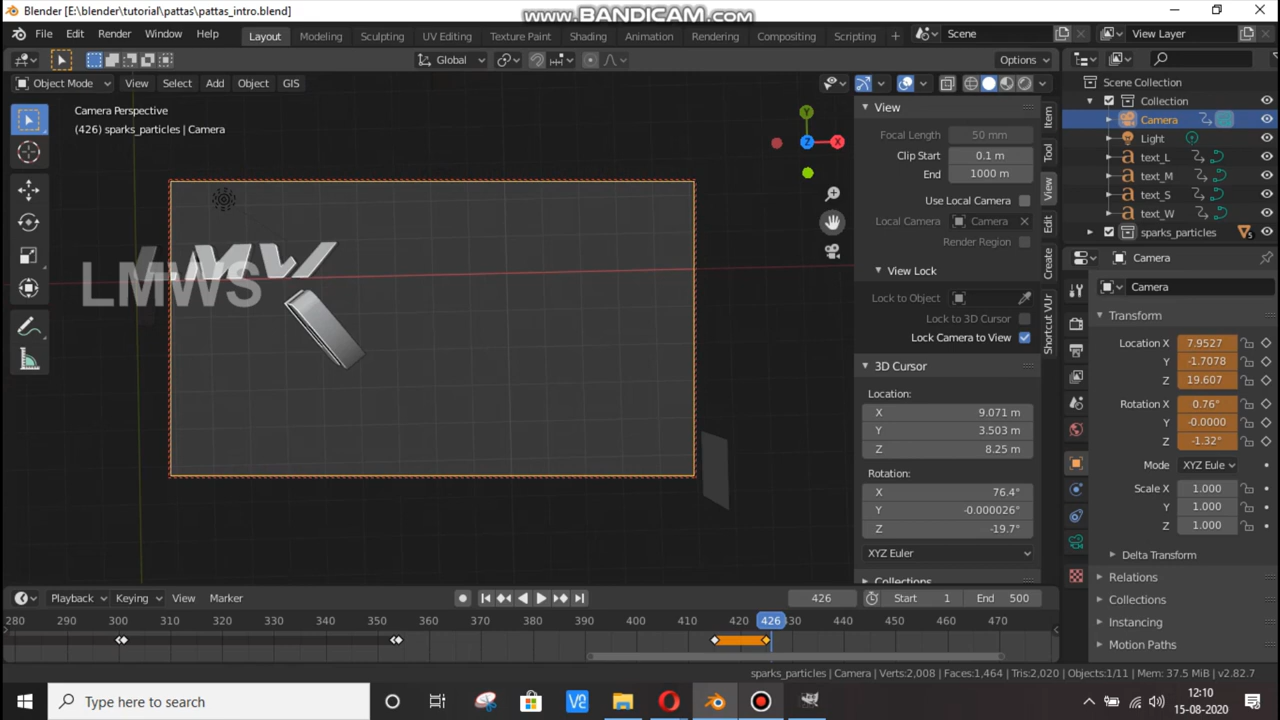 Blender [E:\blender\tutorial\pattas\pattas_intro.blend]
www.BANDICAM.com
File Edit Render Window Help
Layout Modeling Sculpting UV Editing Texture Paint Shading Animation Rendering Compositing Scripting +
Scene View Layer
Global Options
Object Mode View Select Add Object GIS
Camera Perspective
(426) sparks_particles | Camera
Y
Z X
LMWS
MW
View
Focal Length 50 mm
Clip Start 0.1 m
End 1000 m
Use Local Camera
Local Camera Camera
Render Region
View Lock
Lock to Object
Lock to 3D Cursor
Lock Camera to View
3D Cursor
Location:
X 9.071 m
Y 3.503 m
Z 8.25 m
Rotation:
X 76.4°
Y -0.000026°
Z -19.7°
XYZ Euler
Collections
Item
Tool
View
Edit
Create
Shortcut VUr
Scene Collection
Collection
Camera
Light
text_L
text_M
text_S
text_W
sparks_particles 5
Camera
Camera
Transform
Location X 7.9527
Y -1.7078
Z 19.607
Rotation X 0.76°
Y -0.0000
Z -1.32°
Mode XYZ Eule
Scale X 1.000
Y 1.000
Z 1.000
Delta Transform
Relations
Collections
Instancing
Motion Paths
Playback Keying View Marker 426 Start 1 End 500
280 290 300 310 320 330 340 350 360 370 380 390 400 410 420 426 430 440 450 460 470
sparks_particles | Camera | Verts:2,008 | Faces:1,464 | Tris:2,020 | Objects:1/11 | Mem: 37.5 MiB | v2.82.7
Type here to search
12:10
15-08-2020